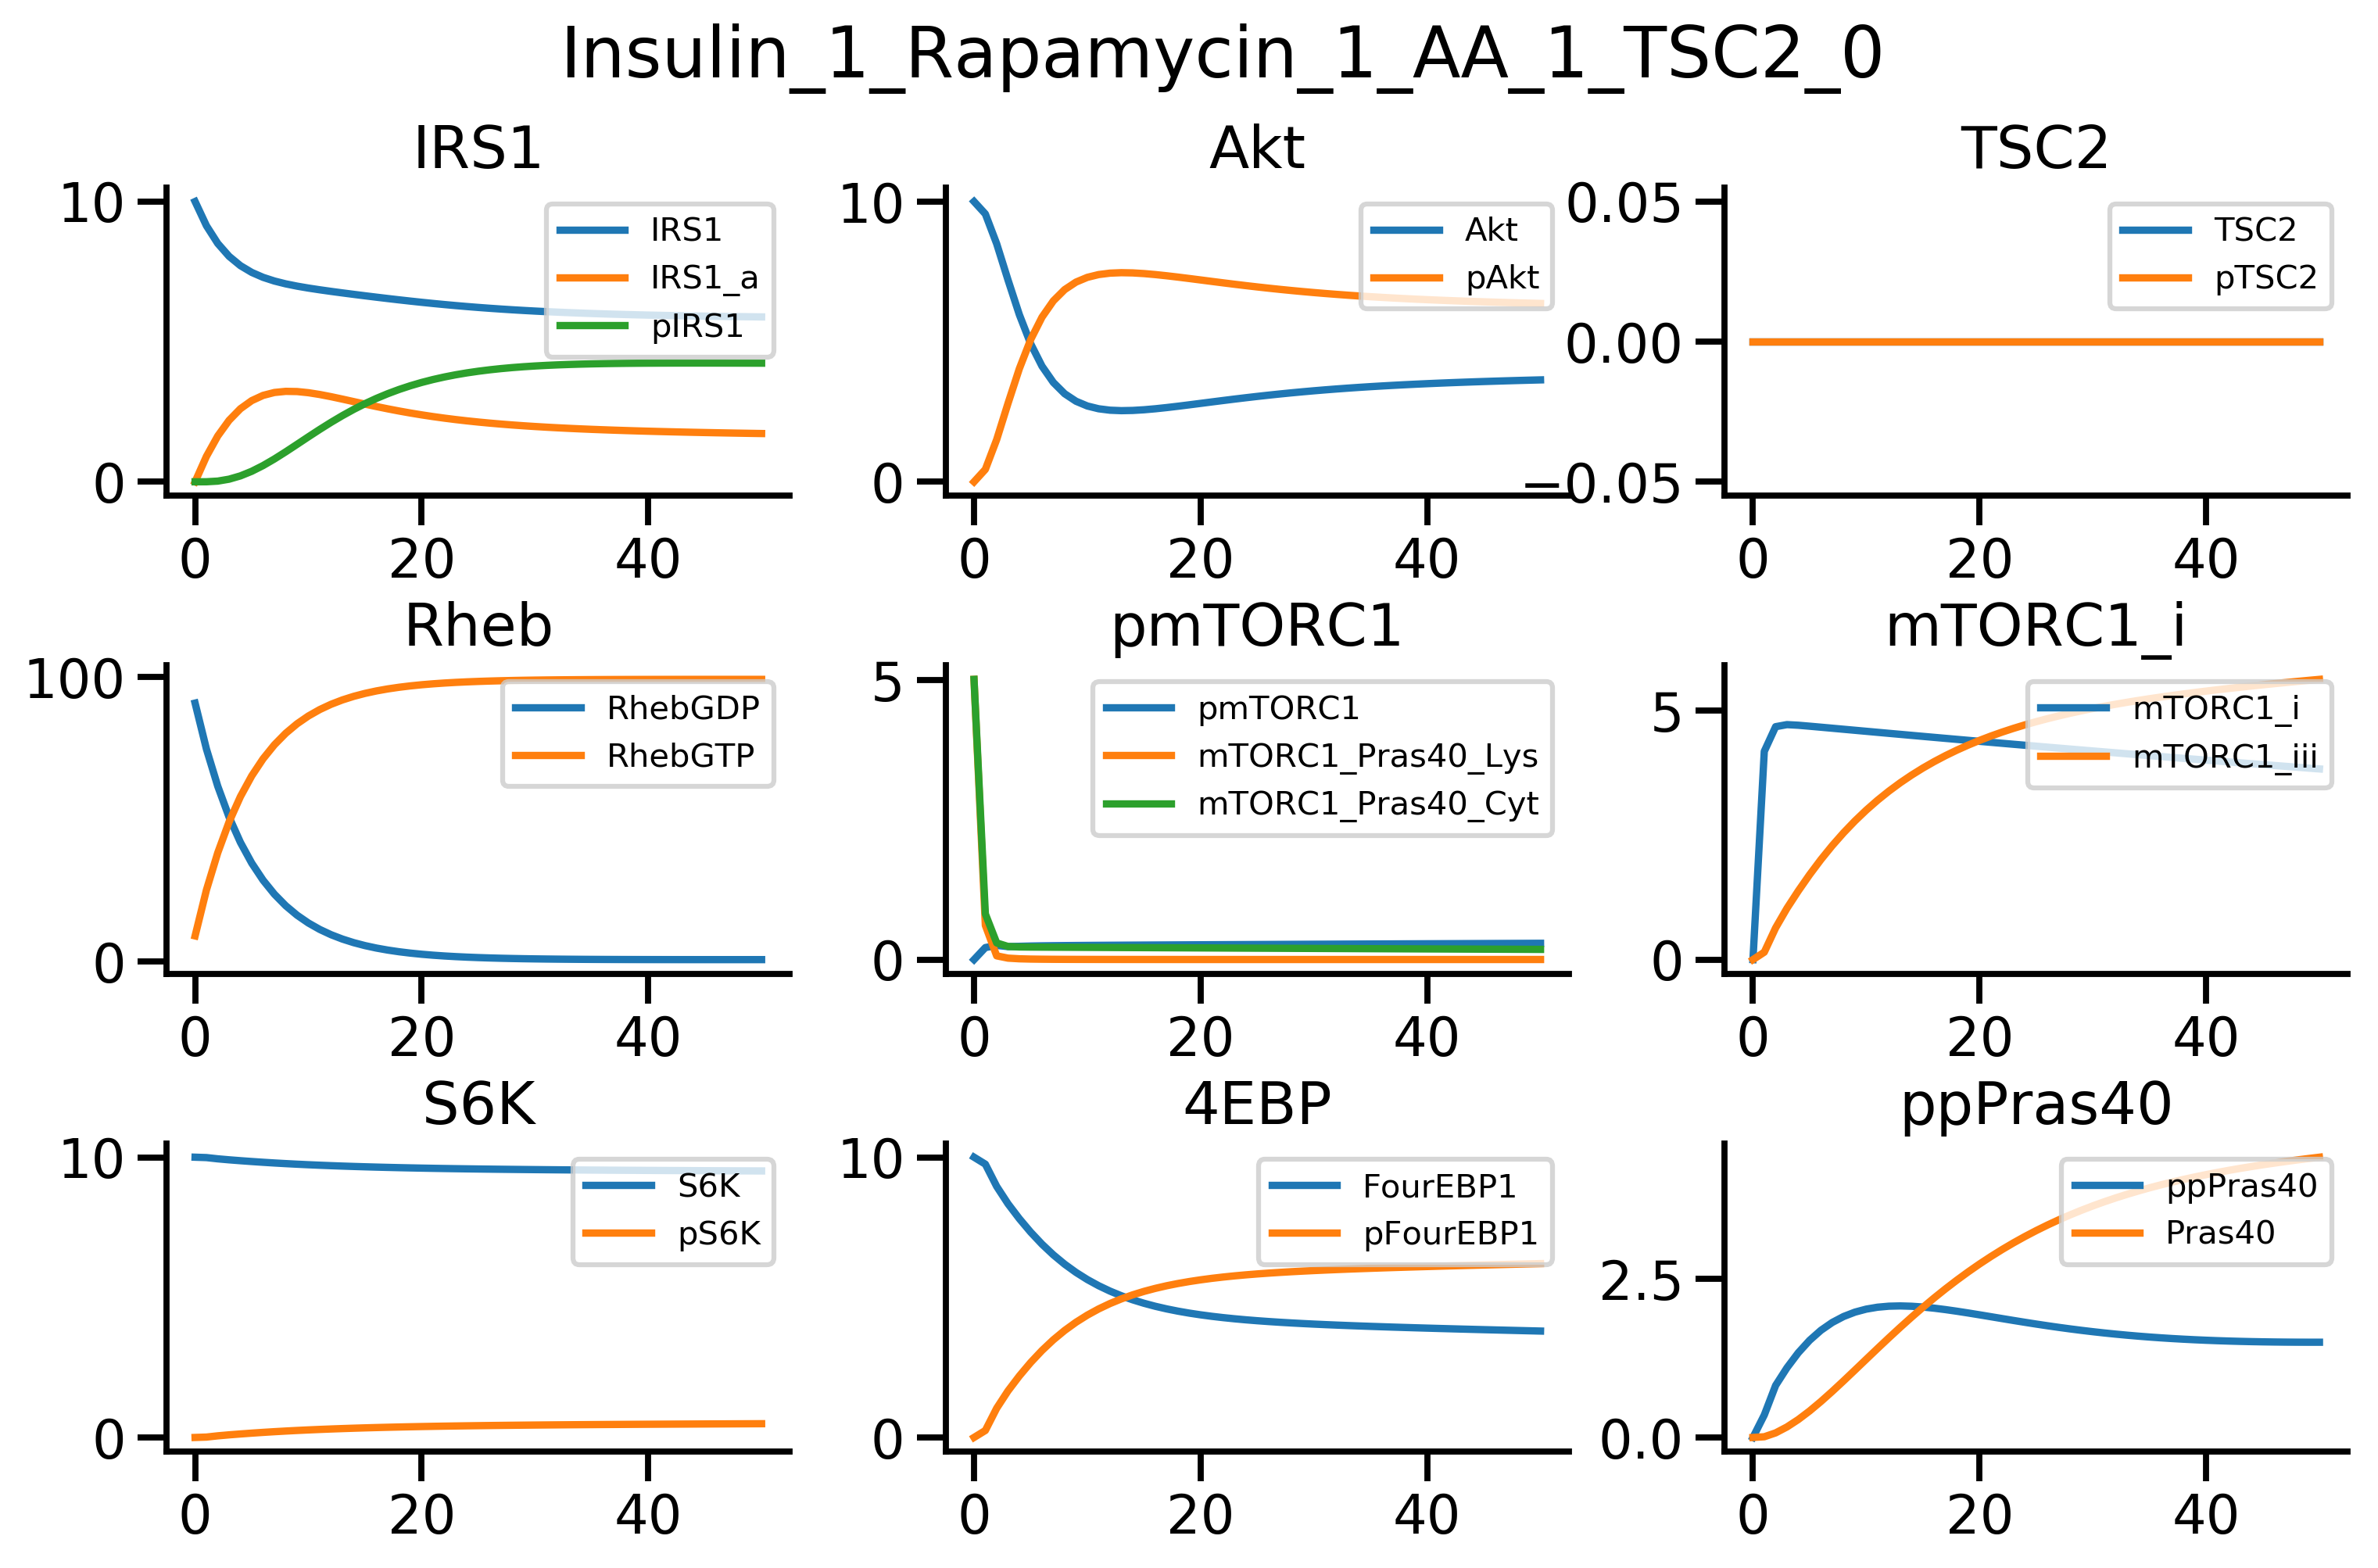 Insulin_1_Rapamycin_1_AA_1_TSC2_0
IRS1
10
0
0 20 40
IRS1
IRS1_a
pIRS1
Akt
10
0
0 20 40
Akt
pAkt
TSC2
0.05
0.00
−0.05
0 20 40
TSC2
pTSC2
Rheb
100
0
0 20 40
RhebGDP
RhebGTP
pmTORC1
5
0
0 20 40
pmTORC1
mTORC1_Pras40_Lys
mTORC1_Pras40_Cyt
mTORC1_i
5
0
0 20 40
mTORC1_i
mTORC1_iii
S6K
10
0
0 20 40
S6K
pS6K
4EBP
10
0
0 20 40
FourEBP1
pFourEBP1
ppPras40
2.5
0.0
0 20 40
ppPras40
Pras40